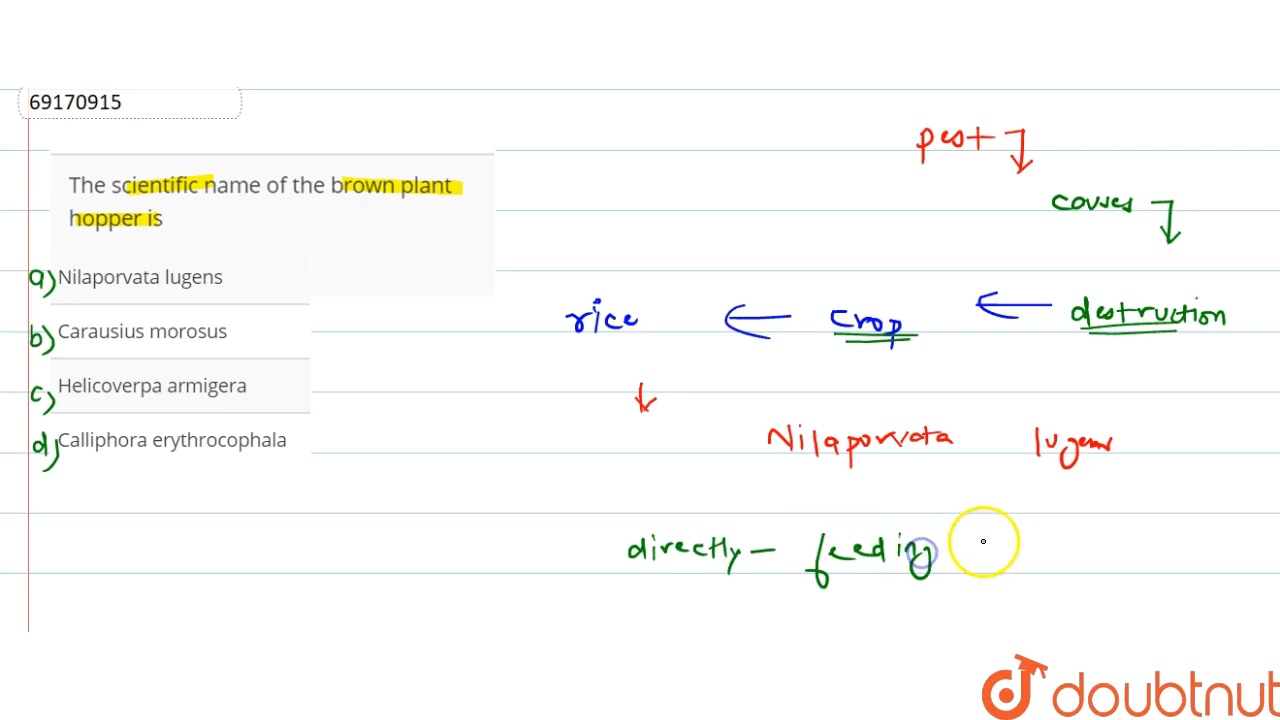 69170915
The scientific name of the brown plant
hopper is
a) Nilaporvata lugens
b) Carausius morosus
c) Helicoverpa armigera
d) Calliphora erythrocophala
pest
causes
rice
crop
destruction
Nilaporvata lugens
directly - feeding
doubtnut